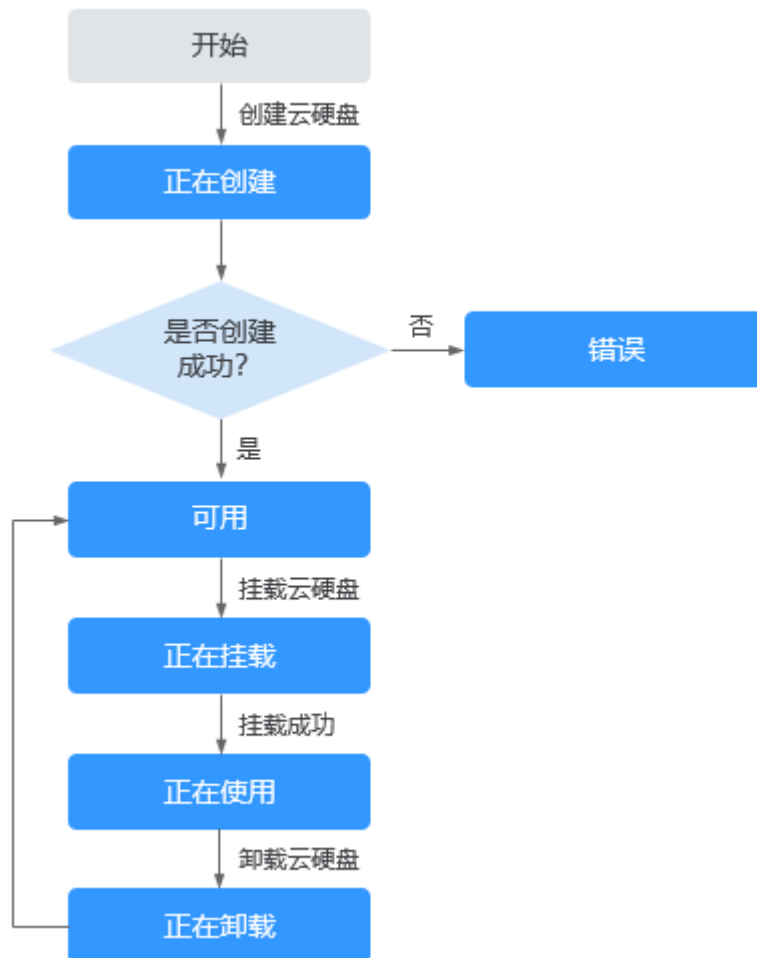 开始
创建云硬盘
正在创建
是否创建
成功?
否
错误
是
可用
挂载云硬盘
正在挂载
挂载成功
正在使用
卸载云硬盘
正在卸载